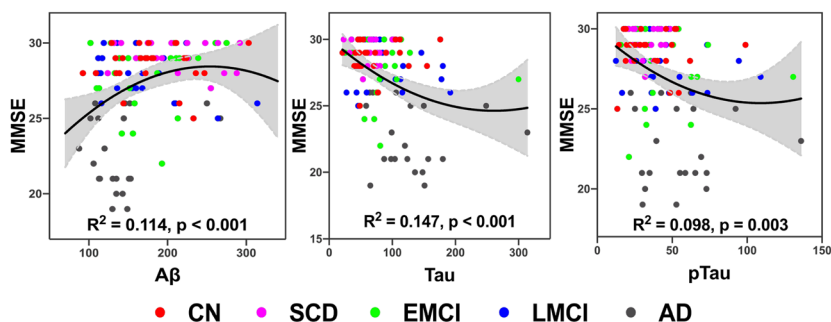 MMSE
30
25
20
100
200
300
R² = 0.114, p < 0.001
Aβ
MMSE
30
25
20
15
0
100
200
300
R² = 0.147, p < 0.001
Tau
MMSE
30
25
20
0
50
100
150
R² = 0.098, p = 0.003
pTau
CN SCD EMCI LMCI AD